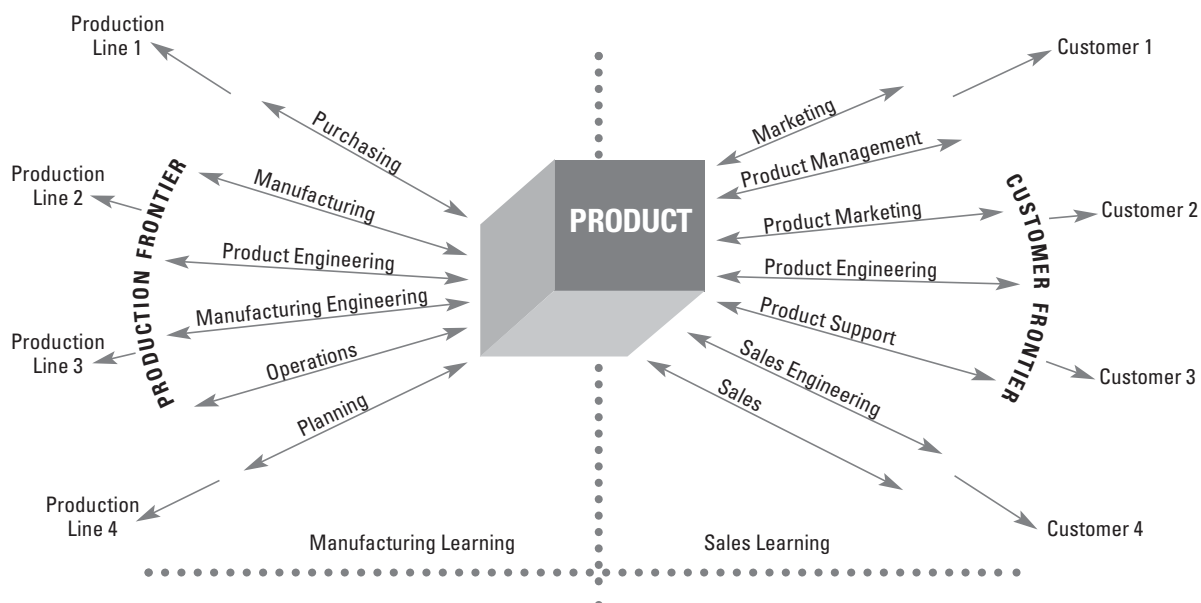 Production
Line 1
Purchasing
Manufacturing
Production
Line 2
PRODUCTION FRONTIER
Product Engineering
Manufacturing Engineering
Production
Line 3
Operations
Planning
Production
Line 4
Manufacturing Learning
PRODUCT
Marketing
Customer 1
Product Management
Product Marketing
CUSTOMER FRONTIER
Customer 2
Product Engineering
Product Support
Customer 3
Sales Engineering
Sales
Customer 4
Sales Learning